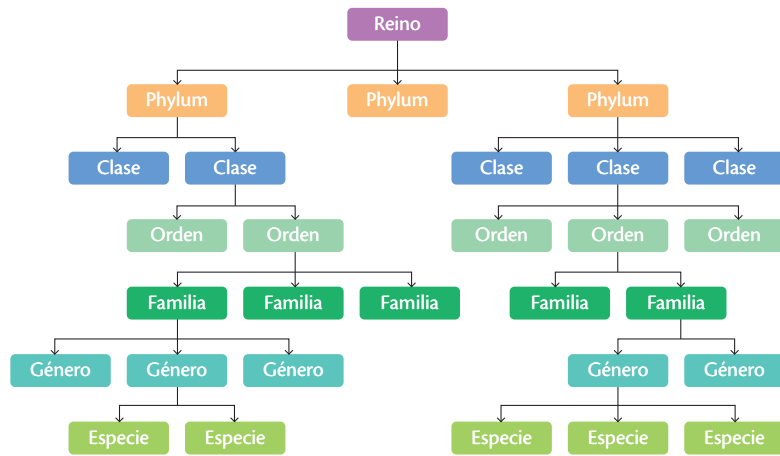 Reino
Phylum Phylum Phylum
Clase Clase Clase Clase Clase
Orden Orden Orden Orden Orden
Familia Familia Familia Familia Familia
Género Género Género Género Género
Especie Especie Especie Especie Especie